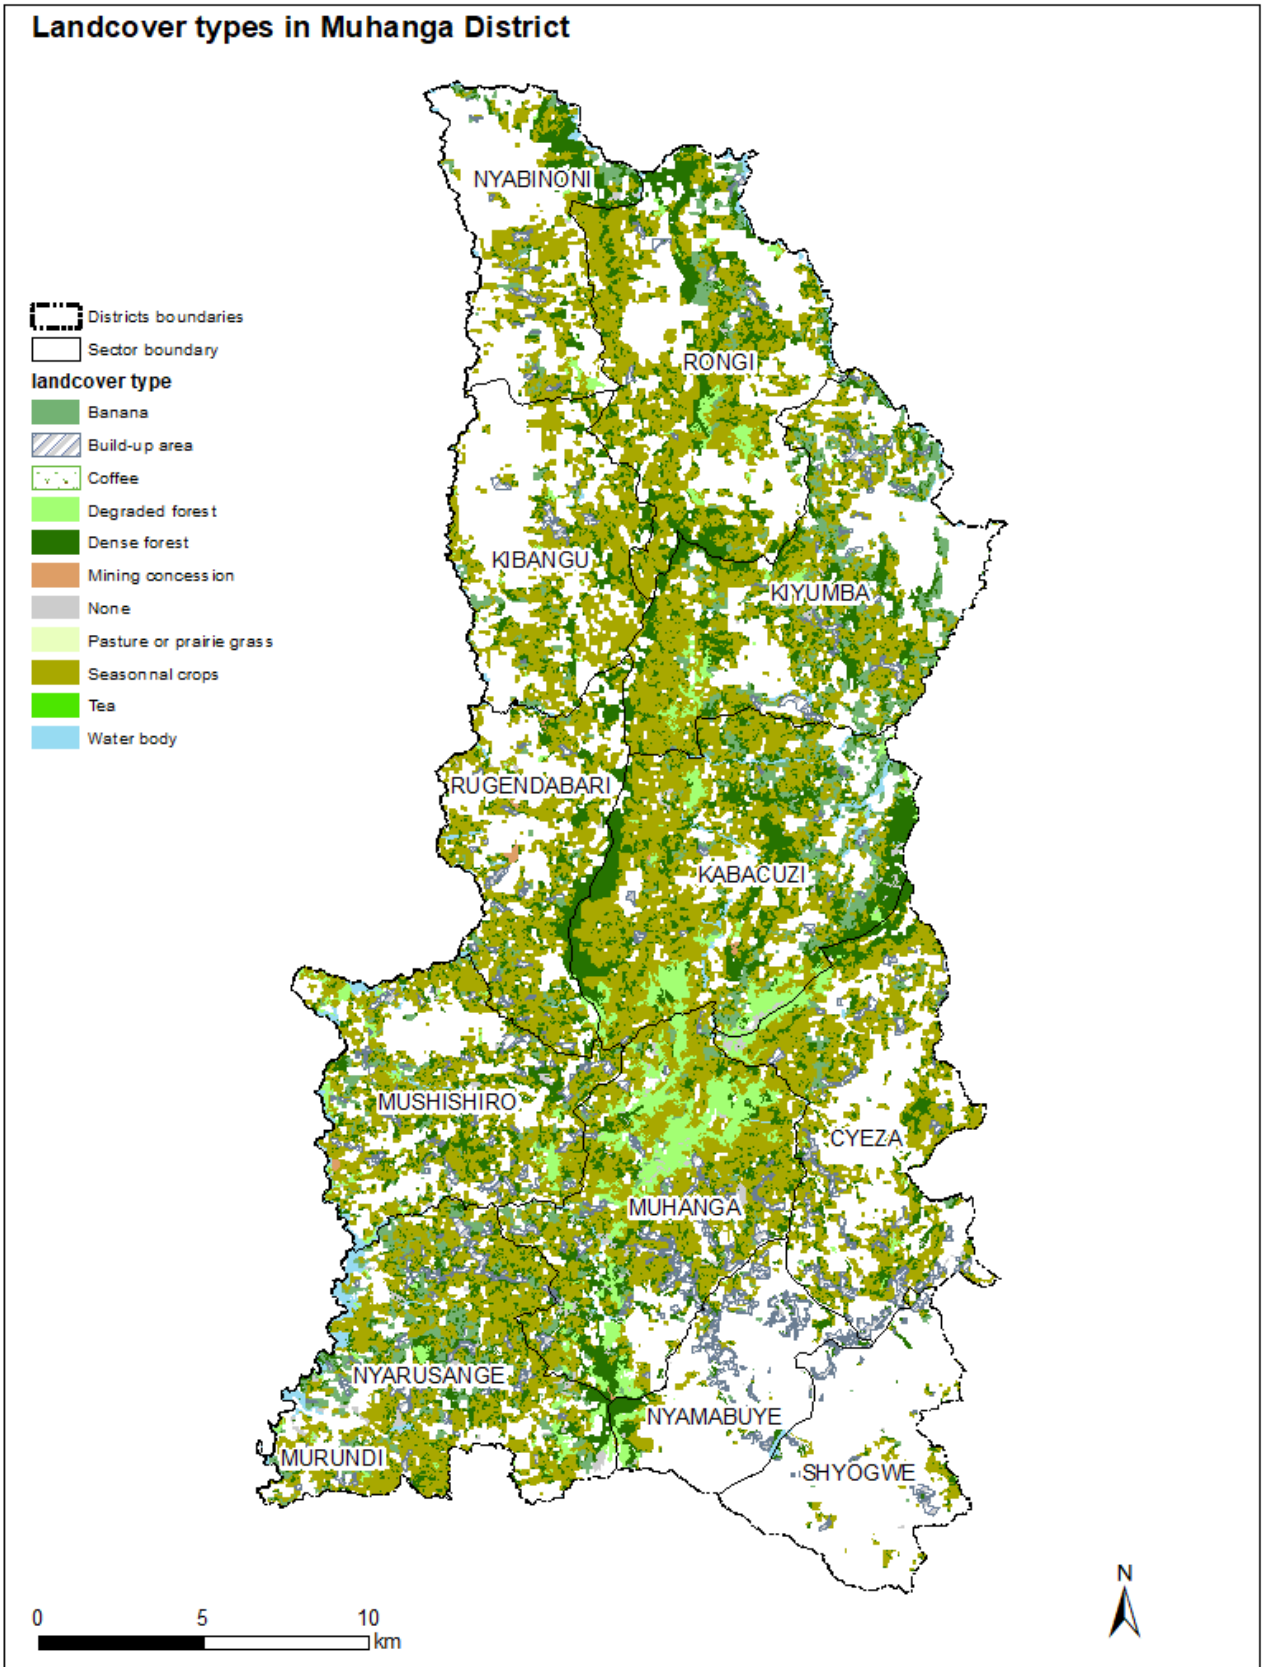 Landcover types in Muhanga District
NYABINONI
Districts boundaries
Sector boundary
RONGI
landcover type
Banana
Build-up area
Coffee
Degraded forest
Dense forest
KIBANGU
Mining concession
KIYUMBA
None
Pasture or prairie grass
Seasonnal crops
Tea
Water body
RUGENDABARI
KABACUZI
MUSHISHIRO
CYEZA
MUHANGA
NYARUSANGE
NYAMABUYE
MURUNDI
SHYOGWE
N
0 5 10
km